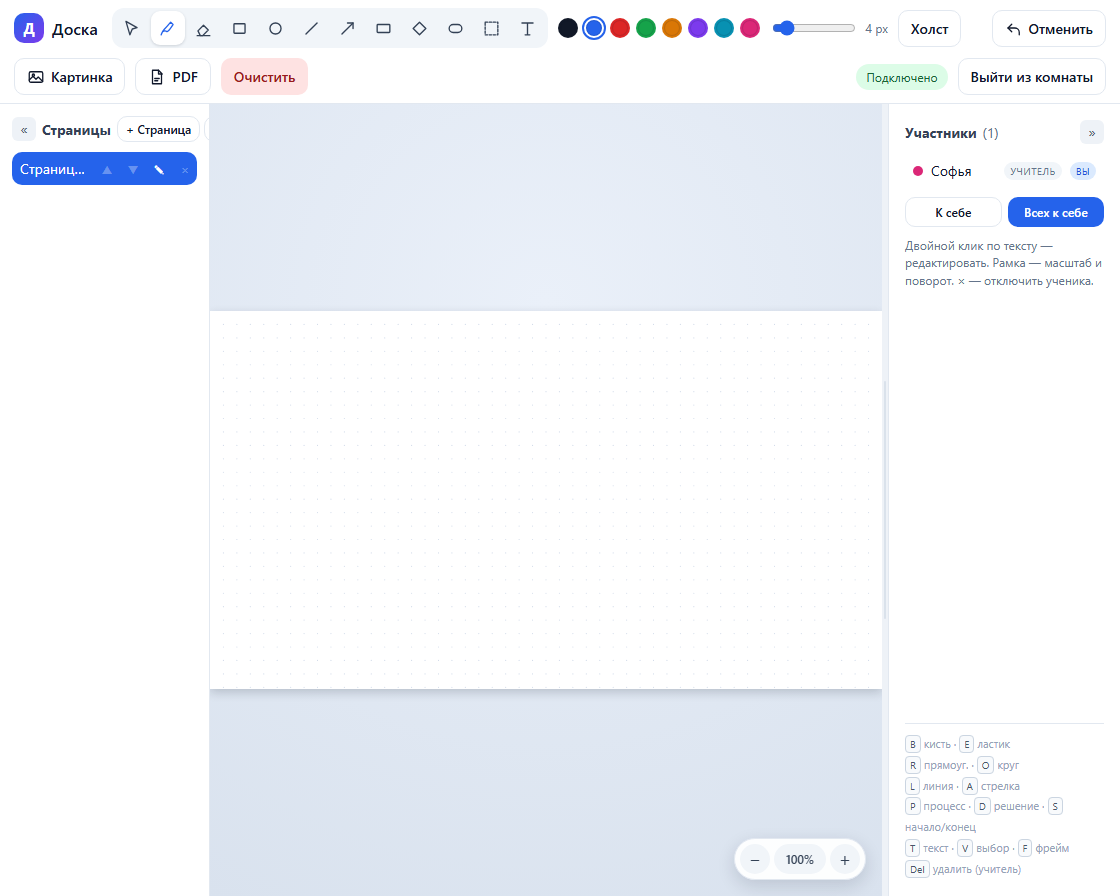 Д Доска 4 px Холст Отменить
Картинка PDF Очистить Подключено Выйти из комнаты
« Страницы + Страница
Страниц...
Участники (1) »
Софья УЧИТЕЛЬ ВЫ
К себе Всех к себе
Двойной клик по тексту —
редактировать. Рамка — масштаб и
поворот. × — отключить ученика.
B кисть · E ластик
R прямоуг. · O круг
L линия · A стрелка
P процесс · D решение · S
начало/конец
T текст · V выбор · F фрейм
Del удалить (учитель)
− 100% +